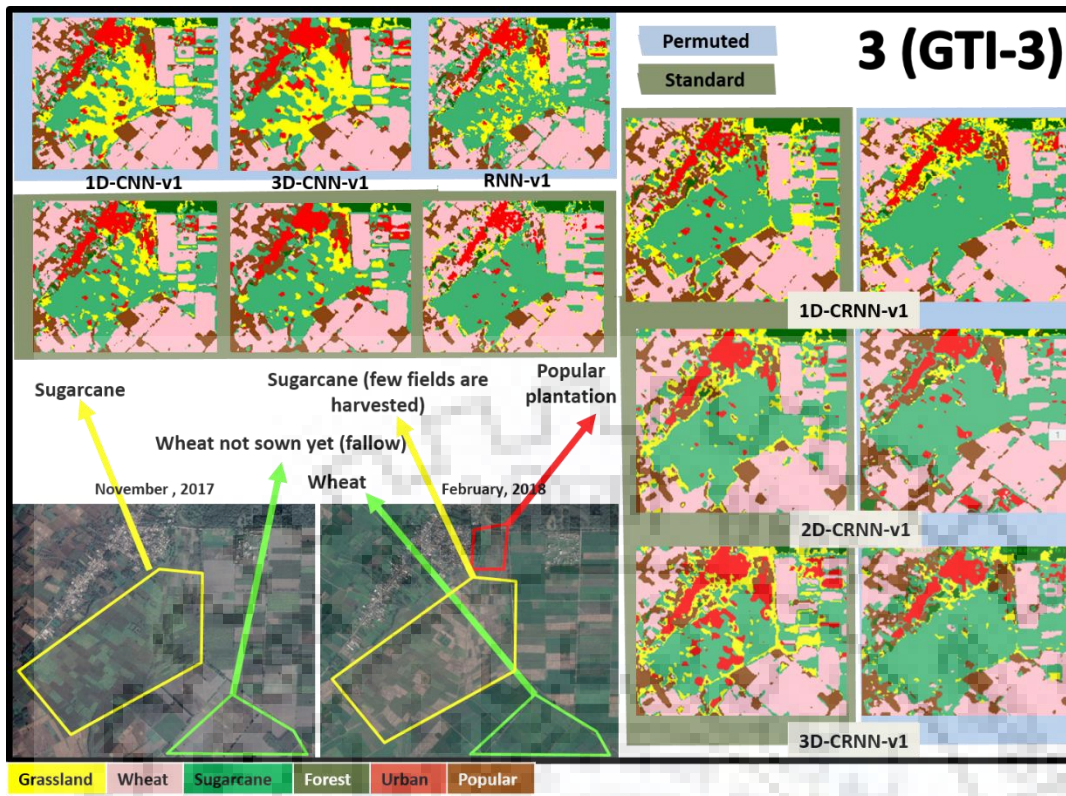 Permuted
Standard
3 (GTI-3)
1D-CNN-v1
3D-CNN-v1
RNN-v1
1D-CRNN-v1
2D-CRNN-v1
3D-CRNN-v1
1
Sugarcane
Sugarcane (few fields are
harvested)
Popular
plantation
Wheat not sown yet (fallow)
Wheat
November , 2017
February, 2018
Grassland
Wheat
Sugarcane
Forest
Urban
Popular